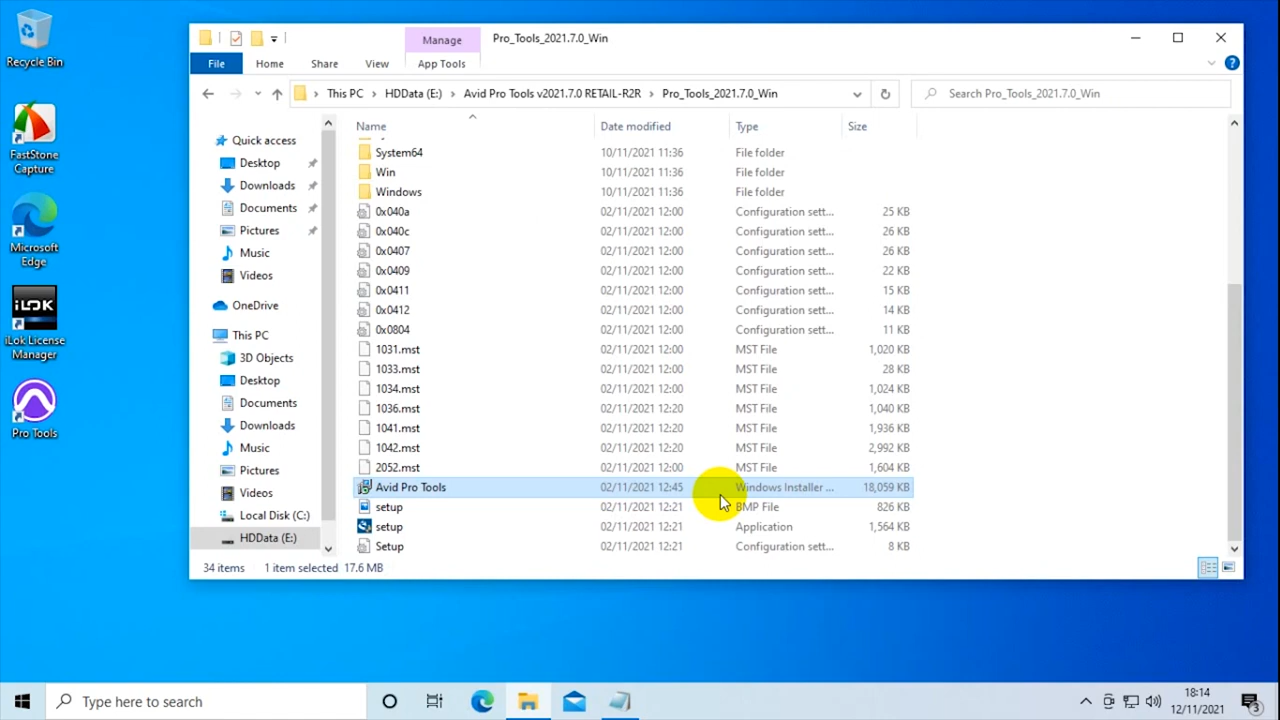 Recycle Bin
FastStone
Capture
Microsoft
Edge
iLOK
iLok License
Manager
Pro Tools
Manage
Pro_Tools_2021.7.0_Win
File
Home
Share
View
App Tools
This PC > HDData (E:) > Avid Pro Tools v2021.7.0 RETAIL-R2R > Pro_Tools_2021.7.0_Win
Search Pro_Tools_2021.7.0_Win
Quick access
Desktop
Downloads
Documents
Pictures
Music
Videos
OneDrive
This PC
3D Objects
Desktop
Documents
Downloads
Music
Pictures
Videos
Local Disk (C:)
HDData (E:)
Name Date modified Type Size
System64 10/11/2021 11:36 File folder
Win 10/11/2021 11:36 File folder
Windows 10/11/2021 11:36 File folder
0x040a 02/11/2021 12:00 Configuration sett... 25 KB
0x040c 02/11/2021 12:00 Configuration sett... 26 KB
0x0407 02/11/2021 12:00 Configuration sett... 26 KB
0x0409 02/11/2021 12:00 Configuration sett... 22 KB
0x0411 02/11/2021 12:00 Configuration sett... 15 KB
0x0412 02/11/2021 12:00 Configuration sett... 14 KB
0x0804 02/11/2021 12:00 Configuration sett... 11 KB
1031.mst 02/11/2021 12:00 MST File 1,020 KB
1033.mst 02/11/2021 12:00 MST File 28 KB
1034.mst 02/11/2021 12:00 MST File 1,024 KB
1036.mst 02/11/2021 12:20 MST File 1,040 KB
1041.mst 02/11/2021 12:20 MST File 1,936 KB
1042.mst 02/11/2021 12:20 MST File 2,992 KB
2052.mst 02/11/2021 12:00 MST File 1,604 KB
Avid Pro Tools 02/11/2021 12:45 Windows Installer ... 18,059 KB
setup 02/11/2021 12:21 BMP File 826 KB
setup 02/11/2021 12:21 Application 1,564 KB
Setup 02/11/2021 12:21 Configuration sett... 8 KB
34 items 1 item selected 17.6 MB
Type here to search
18:14
12/11/2021
3